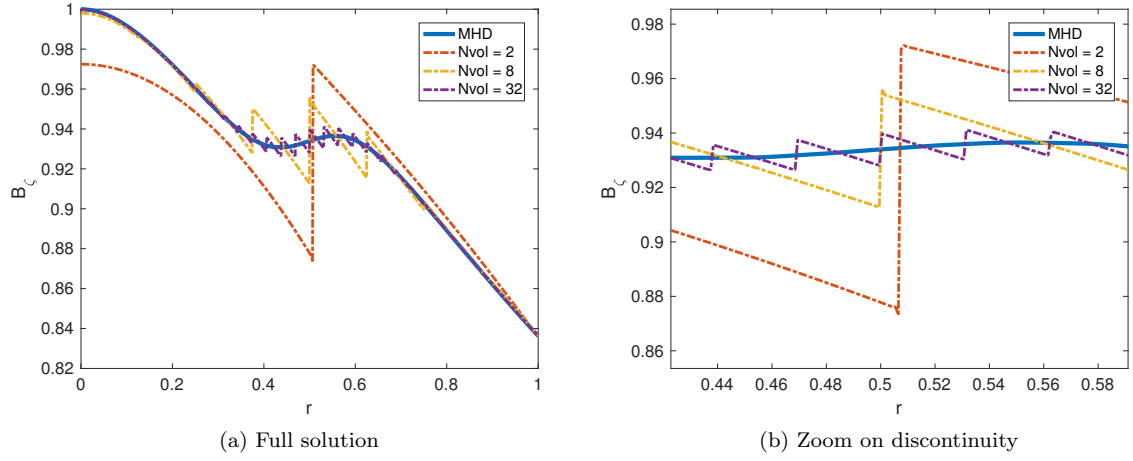 1
0.98
0.96
0.94
0.92
0.9
0.88
0.86
0.84
0.82
B_ζ
0
0.2
0.4
0.6
0.8
1
r
MHD
Nvol = 2
Nvol = 8
Nvol = 32
(a) Full solution
0.98
0.96
0.94
0.92
0.9
0.88
0.86
B_ζ
0.44
0.46
0.48
0.5
0.52
0.54
0.56
0.58
r
MHD
Nvol = 2
Nvol = 8
Nvol = 32
(b) Zoom on discontinuity